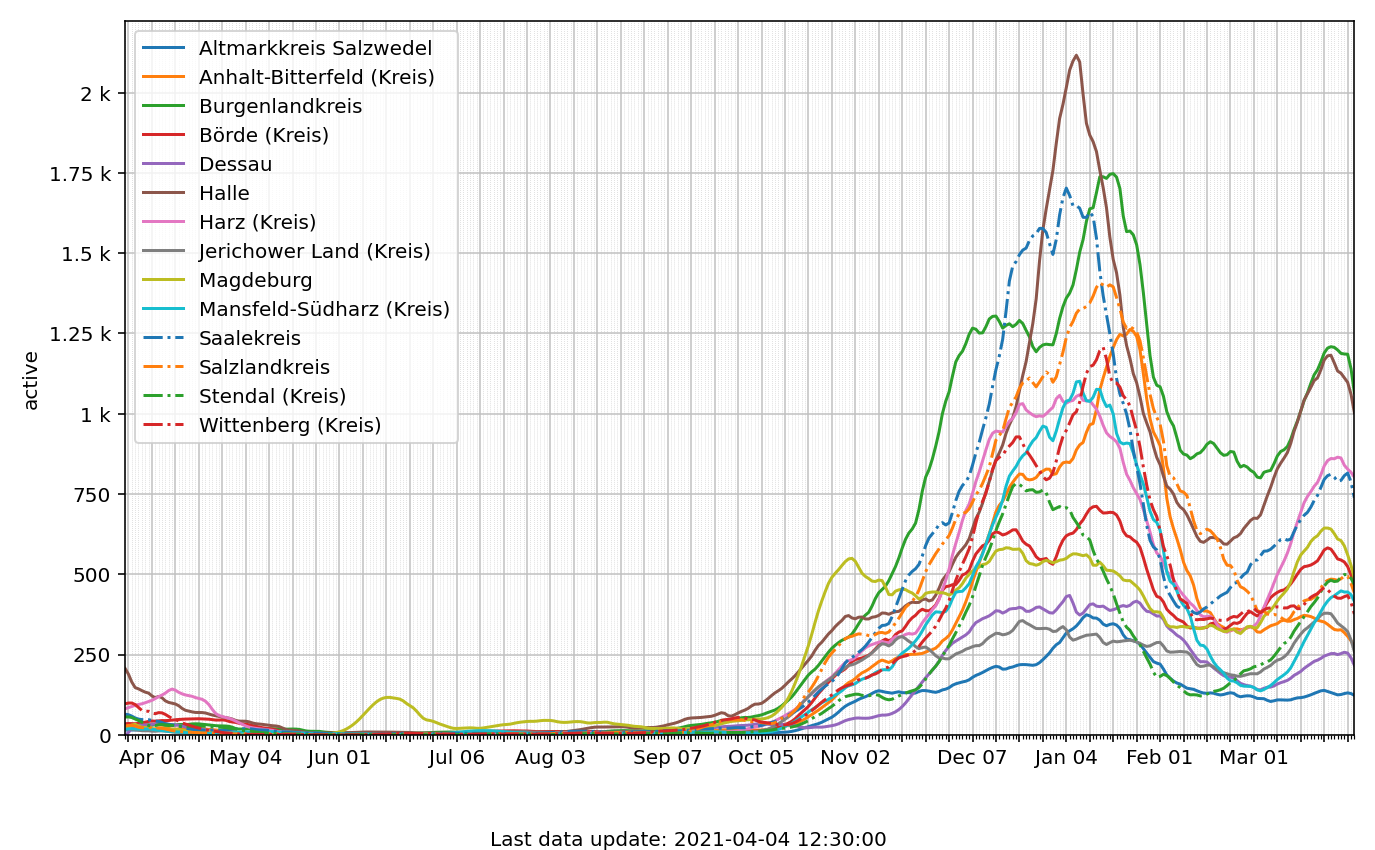 2 k
1.75 k
1.5 k
1.25 k
1 k
750
500
250
0
active
Altmarkkreis Salzwedel
Anhalt-Bitterfeld (Kreis)
Burgenlandkreis
Börde (Kreis)
Dessau
Halle
Harz (Kreis)
Jerichower Land (Kreis)
Magdeburg
Mansfeld-Südharz (Kreis)
Saalekreis
Salzlandkreis
Stendal (Kreis)
Wittenberg (Kreis)
Apr 06 May 04 Jun 01 Jul 06 Aug 03 Sep 07 Oct 05 Nov 02 Dec 07 Jan 04 Feb 01 Mar 01
Last data update: 2021-04-04 12:30:00